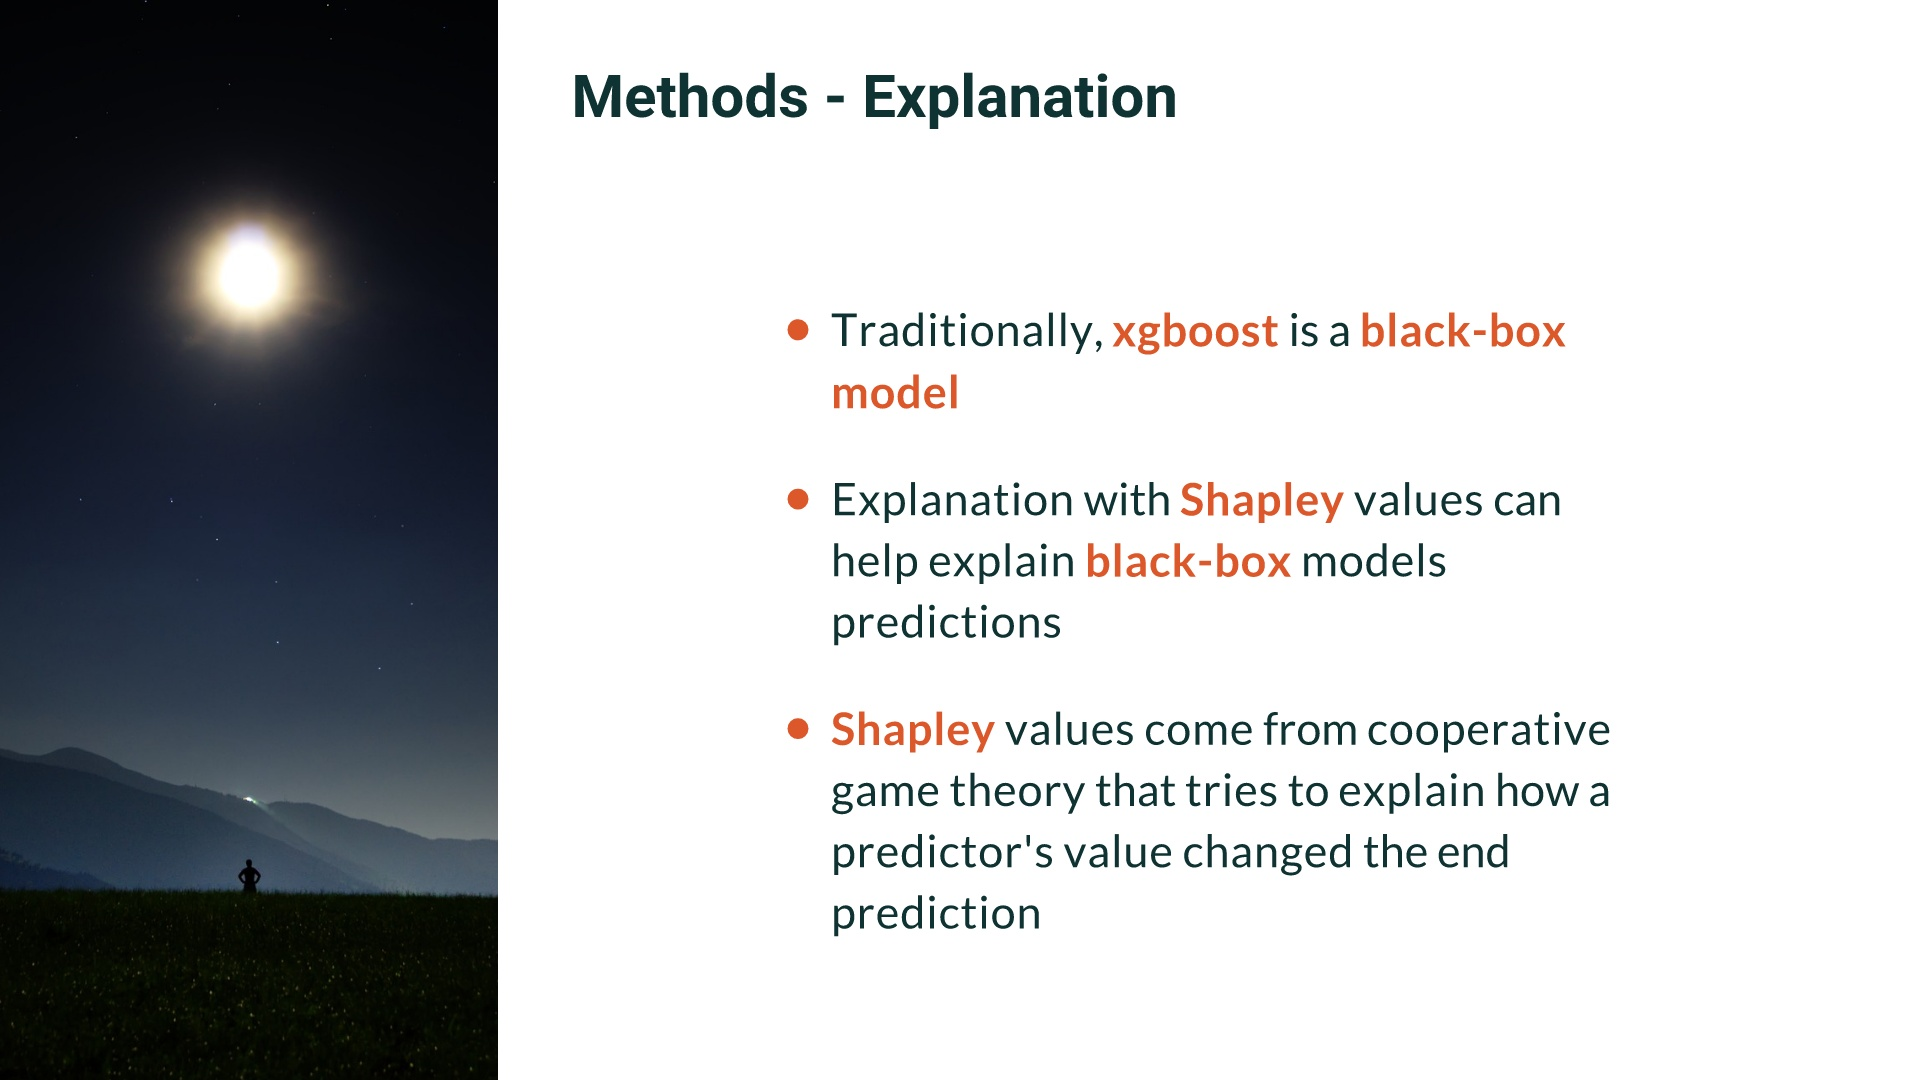 Methods - Explanation
Traditionally, xgboost is a black-box
model
Explanation with Shapley values can
help explain black-box models
predictions
Shapley values come from cooperative
game theory that tries to explain how a
predictor's value changed the end
prediction